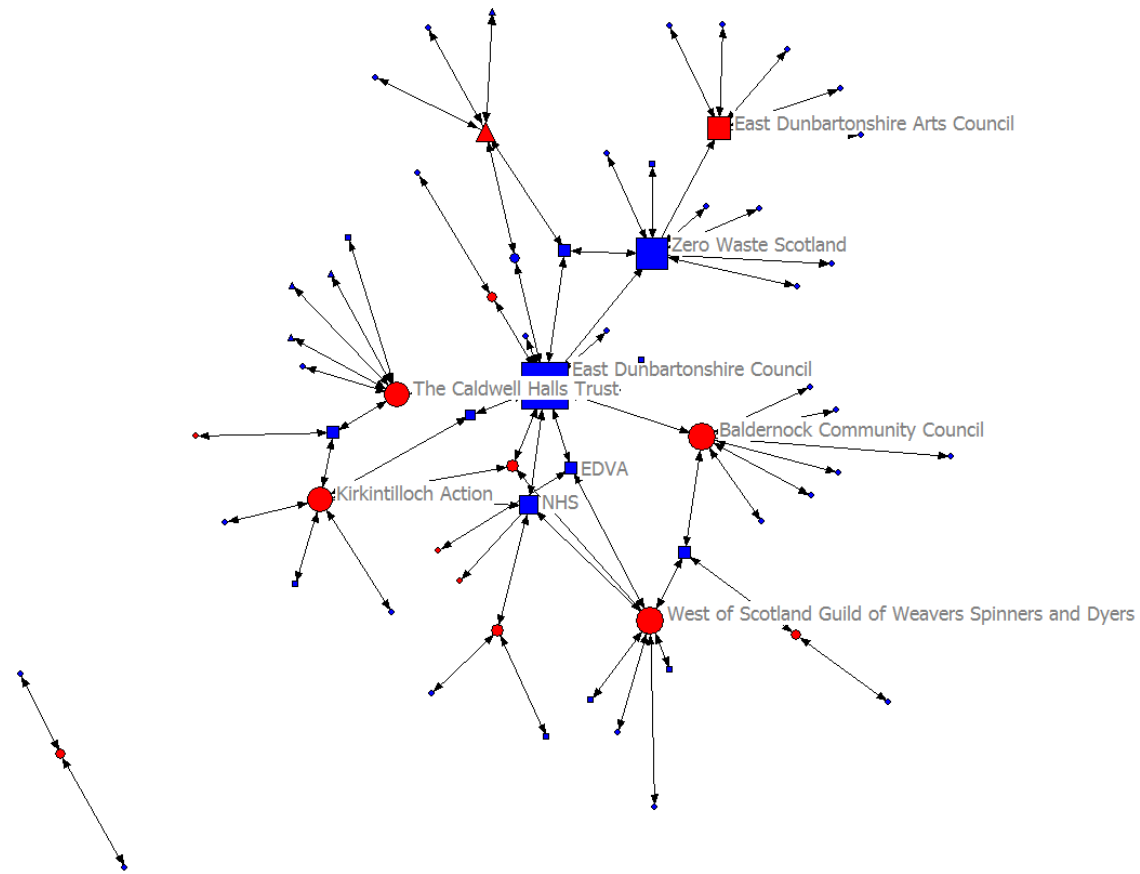 East Dunbartonshire Arts Council
Zero Waste Scotland
East Dunbartonshire Council
The Caldwell Halls Trust
Baldernock Community Council
EDVA
Kirkintilloch Action
NHS
West of Scotland Guild of Weavers Spinners and Dyers